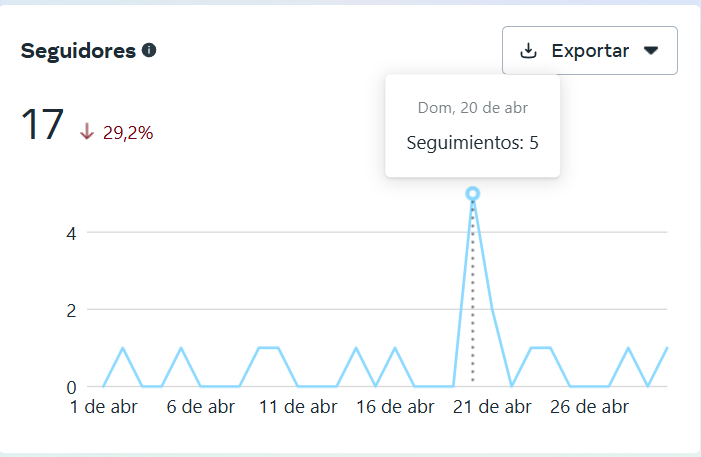 Seguidores
Exportar
17 29,2%
Dom, 20 de abr
Seguimientos: 5
4
2
0
1 de abr 6 de abr 11 de abr 16 de abr 21 de abr 26 de abr